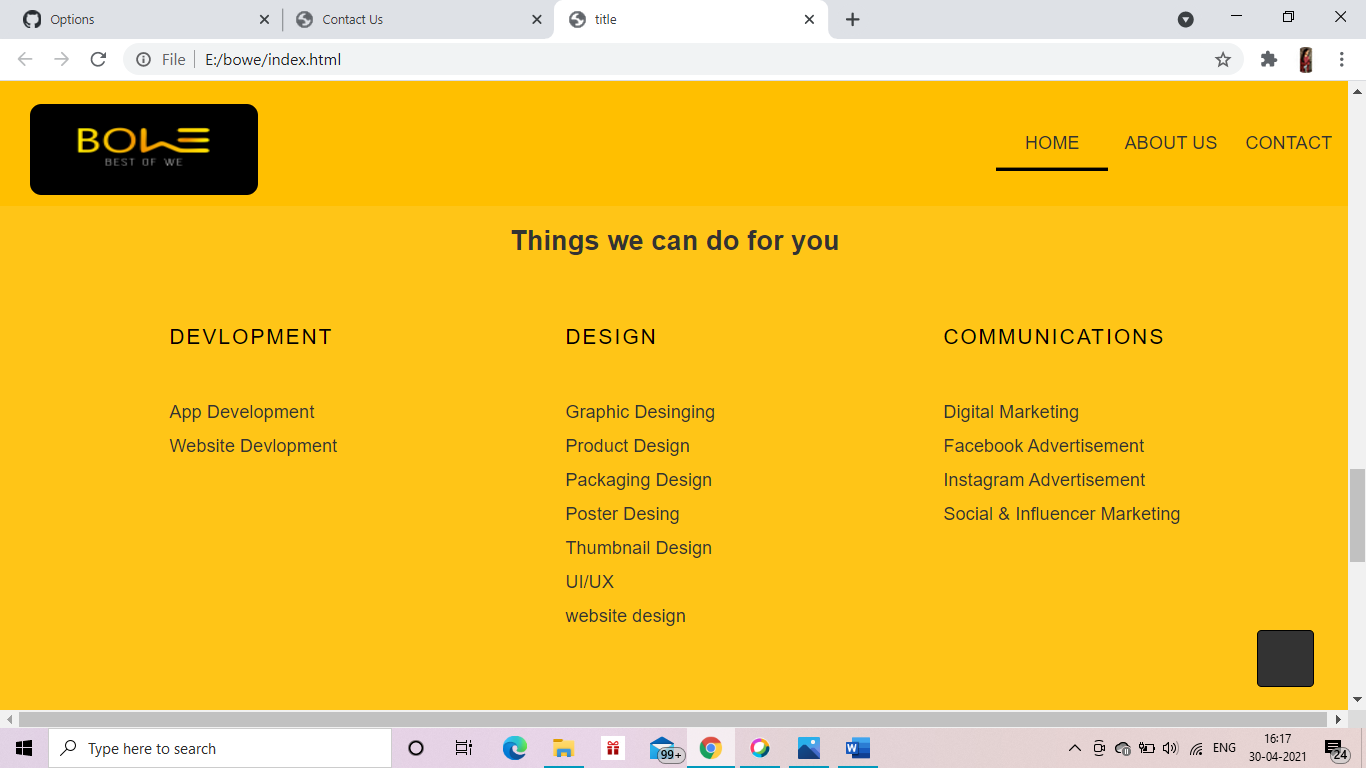 Options
Contact Us
title
File
E:/bowe/index.html
BOWE
BEST OF WE
HOME
ABOUT US
CONTACT
Things we can do for you
DEVLOPMENT
App Development
Website Devlopment
DESIGN
Graphic Desinging
Product Design
Packaging Design
Poster Desing
Thumbnail Design
UI/UX
website design
COMMUNICATIONS
Digital Marketing
Facebook Advertisement
Instagram Advertisement
Social & Influencer Marketing
Type here to search
99+
W
ENG
16:17
30-04-2021
24